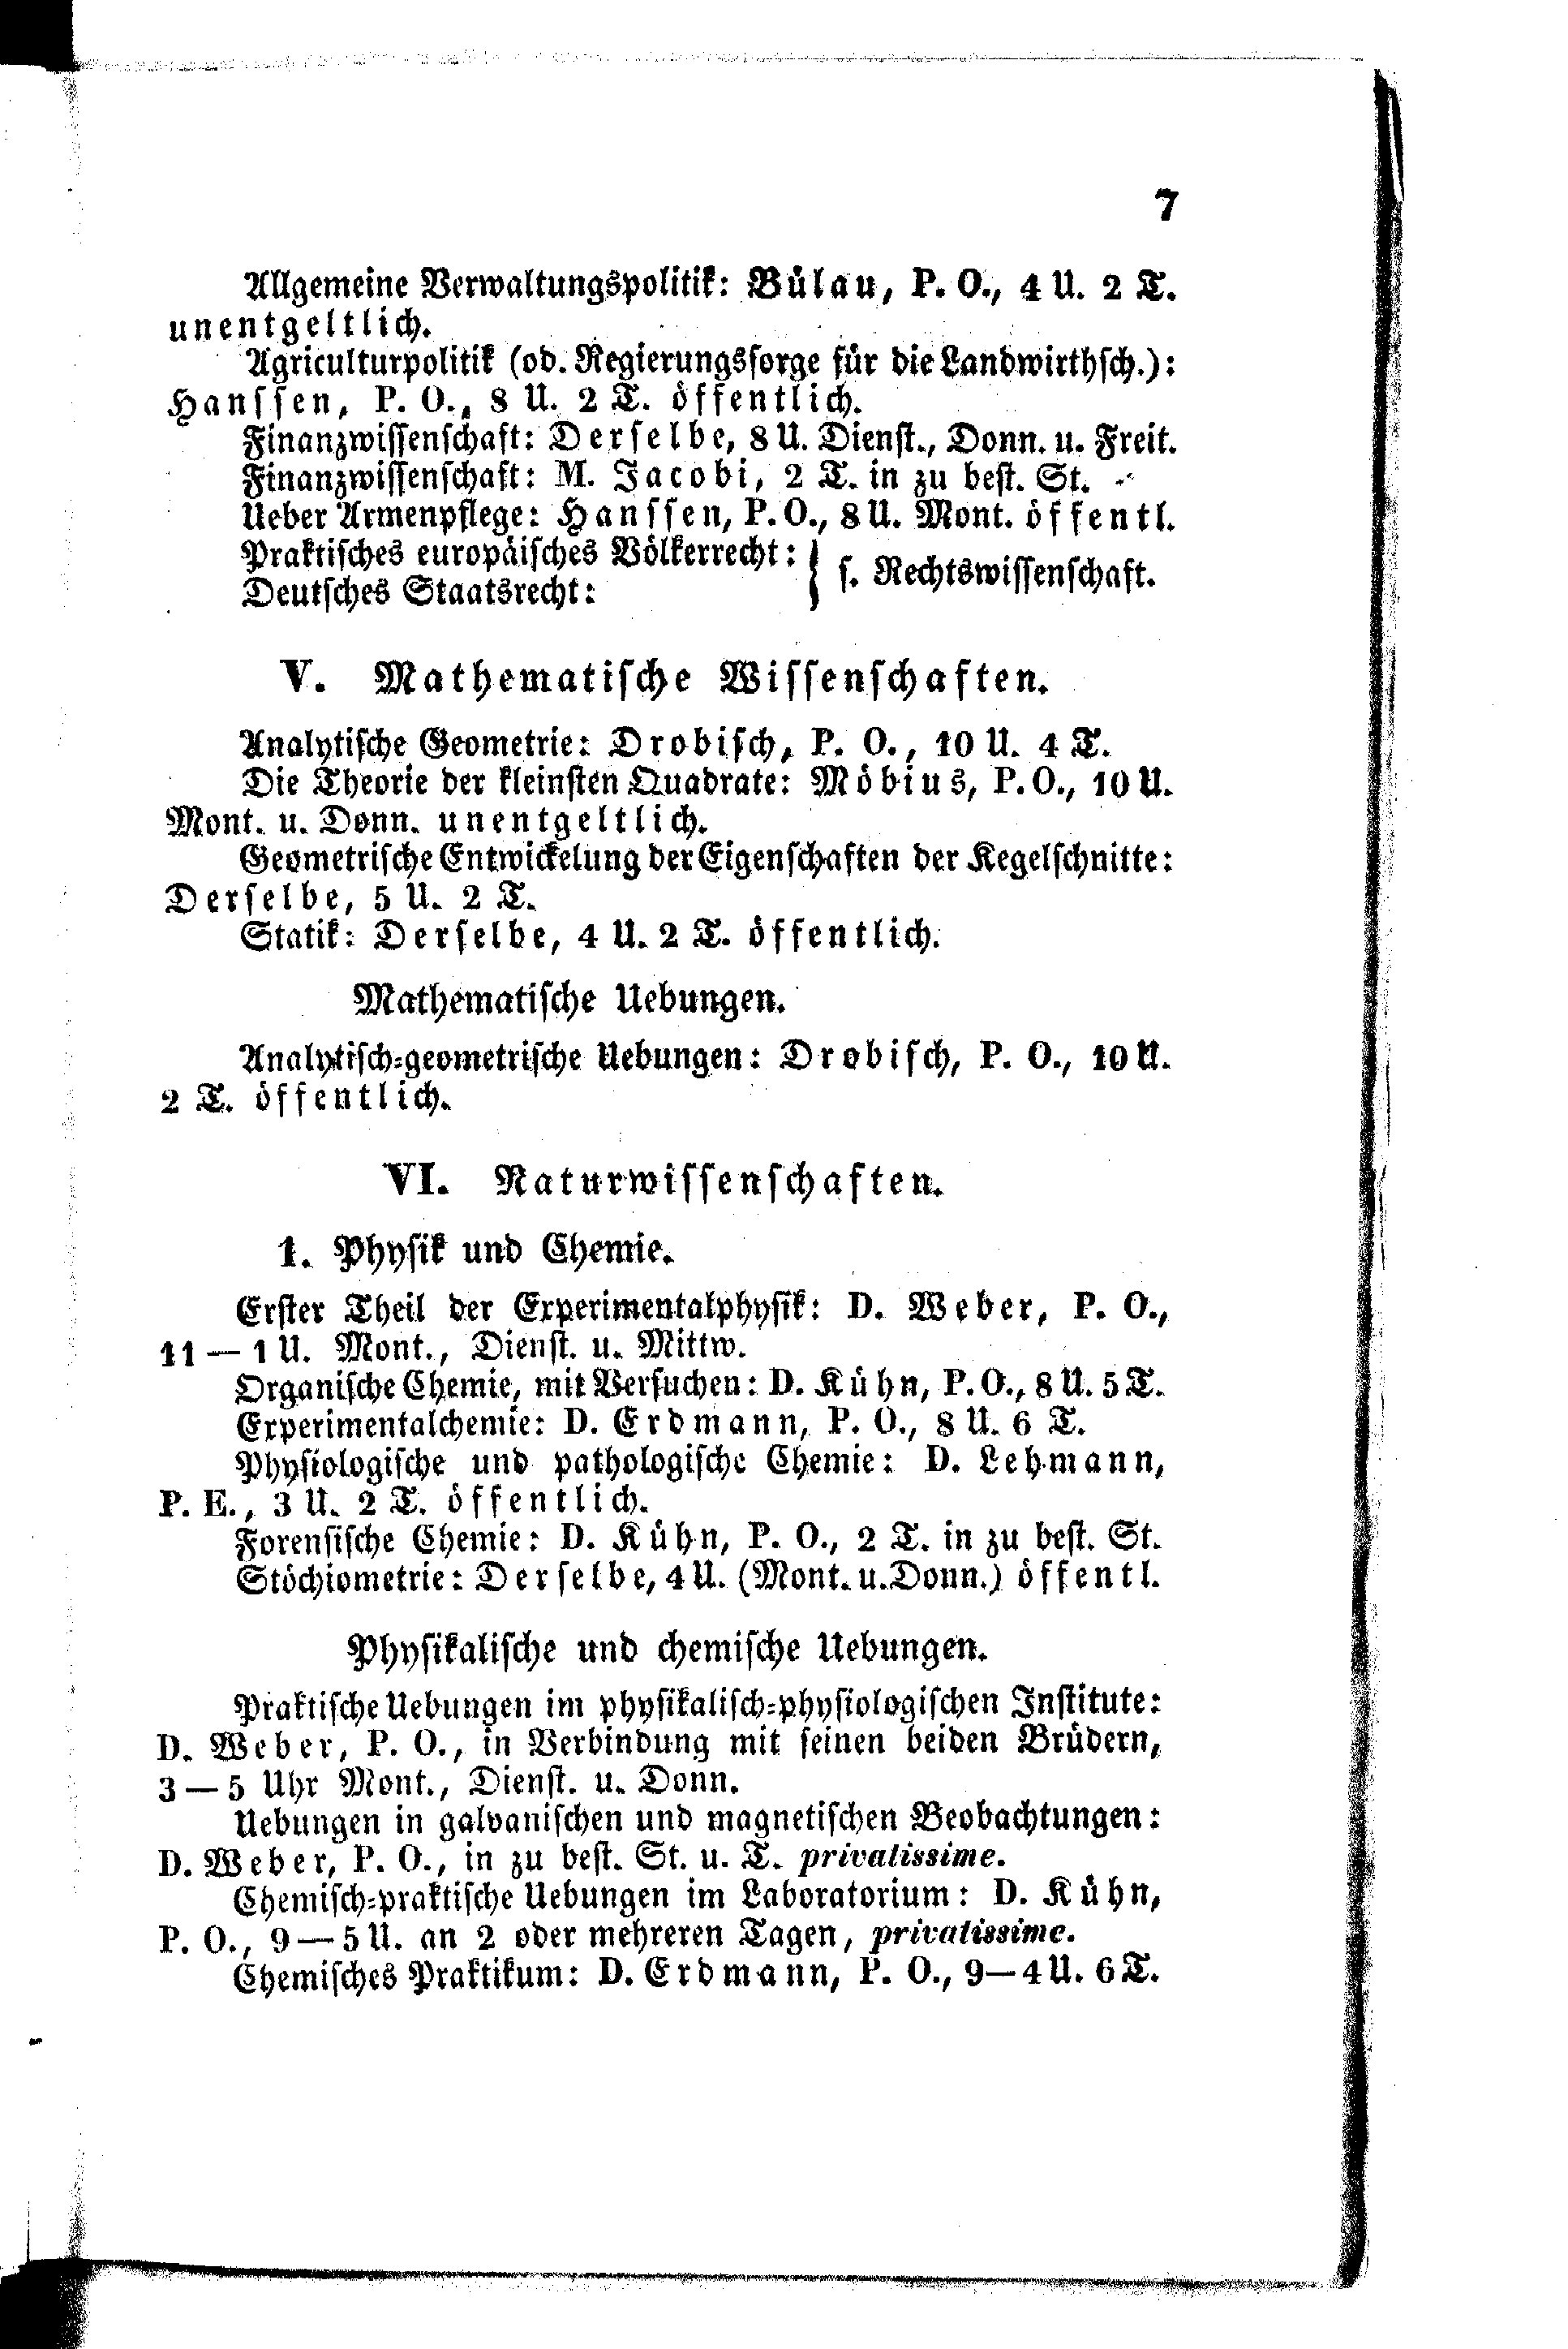 7
Allgemeine Verwaltungspolitik: Bülau, P. O., 4 U. 2 T.
unentgeltlich.
Agriculturpolitik (od. Regierungssorge für die Landwirthsch.):
Hanssen, P. O., 8 U. 2 T. öffentlich.
Finanzwissenschaft: Derselbe, 8 U. Dienst., Donn. u. Freit.
Finanzwissenschaft: M. Jacobi, 2 T. in zu best. St.
Ueber Armenpflege: Hanssen, P. O., 8 U. Mont. öffentl.
Praktisches europäisches Völkerrecht: } s. Rechtswissenschaft.
Deutsches Staatsrecht:
V. Mathematische Wissenschaften.
Analytische Geometrie: Drobisch, P. O., 10 U. 4 T.
Die Theorie der kleinsten Quadrate: Möbius, P. O., 10 U.
Mont. u. Donn. unentgeltlich.
Geometrische Entwickelung der Eigenschaften der Kegelschnitte:
Derselbe, 5 U. 2 T.
Statik: Derselbe, 4 U. 2 T. öffentlich.
Mathematische Uebungen.
Analytisch-geometrische Uebungen: Drobisch, P. O., 10 U.
2 T. öffentlich.
VI. Naturwissenschaften.
1. Physik und Chemie.
Erster Theil der Experimentalphysik: D. Weber, P. O.,
11 — 1 U. Mont., Dienst. u. Mittw.
Organische Chemie, mit Versuchen: D. Kühn, P. O., 8 U. 5 T.
Experimentalchemie: D. Erdmann, P. O., 8 U. 6 T.
Physiologische und pathologische Chemie: D. Lehmann,
P. E., 3 U. 2 T. öffentlich.
Forensische Chemie: D. Kühn, P. O., 2 T. in zu best. St.
Stöchiometrie: Derselbe, 4 U. (Mont. u. Donn.) öffentl.
Physikalische und chemische Uebungen.
Praktische Uebungen im physikalisch-physiologischen Institute:
D. Weber, P. O., in Verbindung mit seinen beiden Brüdern,
3 — 5 Uhr Mont., Dienst. u. Donn.
Uebungen in galvanischen und magnetischen Beobachtungen:
D. Weber, P. O., in zu best. St. u. T. privatissime.
Chemisch-praktische Uebungen im Laboratorium: D. Kühn,
P. O., 9 — 5 U. an 2 oder mehreren Tagen, privatissime.
Chemisches Praktikum: D. Erdmann, P. O., 9—4 U. 6 T.